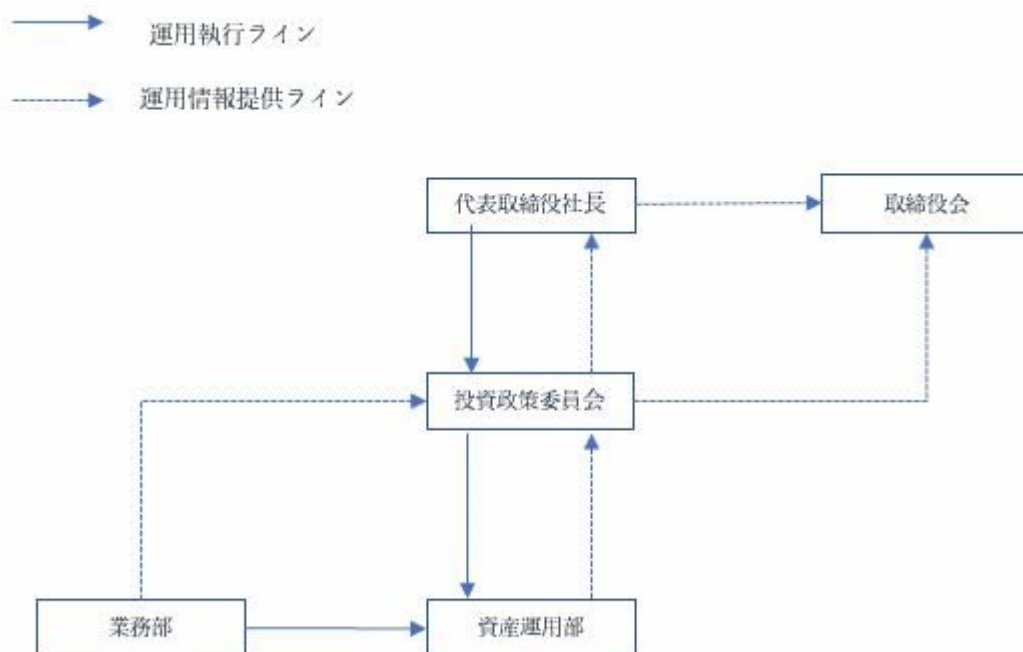 運用執行ライン
運用情報提供ライン
代表取締役社長
取締役会
投資政策委員会
業務部
資産運用部